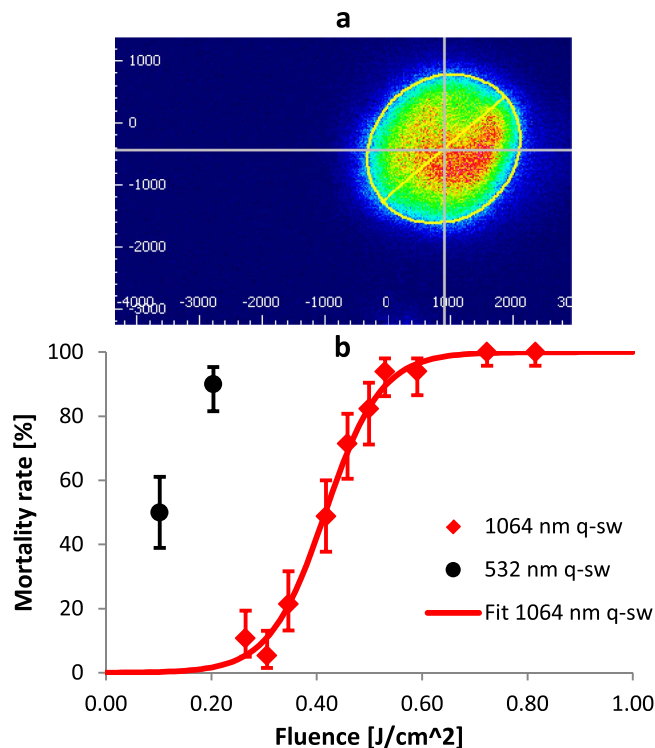 a
1000
0
-1000
-2000
-3000
-4000 -3000 -2000 -1000 0 1000 2000 30
b
100
80
60
40
20
0
Mortality rate [%]
1064 nm q-sw
532 nm q-sw
Fit 1064 nm q-sw
0.00 0.20 0.40 0.60 0.80 1.00
Fluence [J/cm^2]